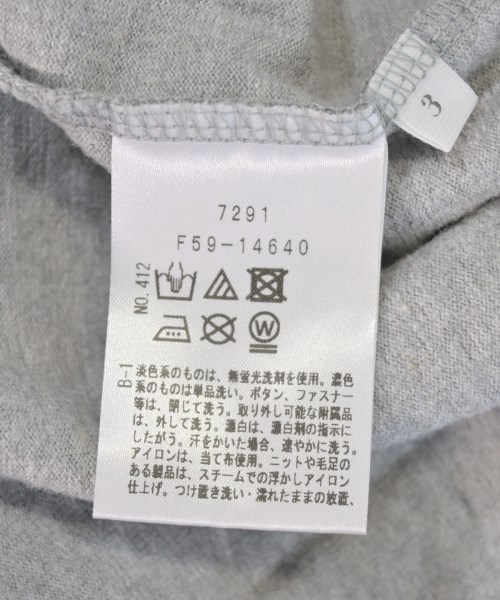 3
7291
F59-14640
NO.412
W
B-1
淡色系のものは、無蛍光洗剤を使用。濃色
系のものは単品洗い。ボタン、ファスナー
等は、閉じて洗う。取り外し可能な附属品
は、外して洗う。漂白は、漂白剤の指示に
したがう。汗をかいた場合、速やかに洗う。
アイロンは、当て布使用。ニットや毛足の
ある製品は、スチームでの浮かしアイロン
仕上げ。つけ置き洗い・濡れたままの放置、